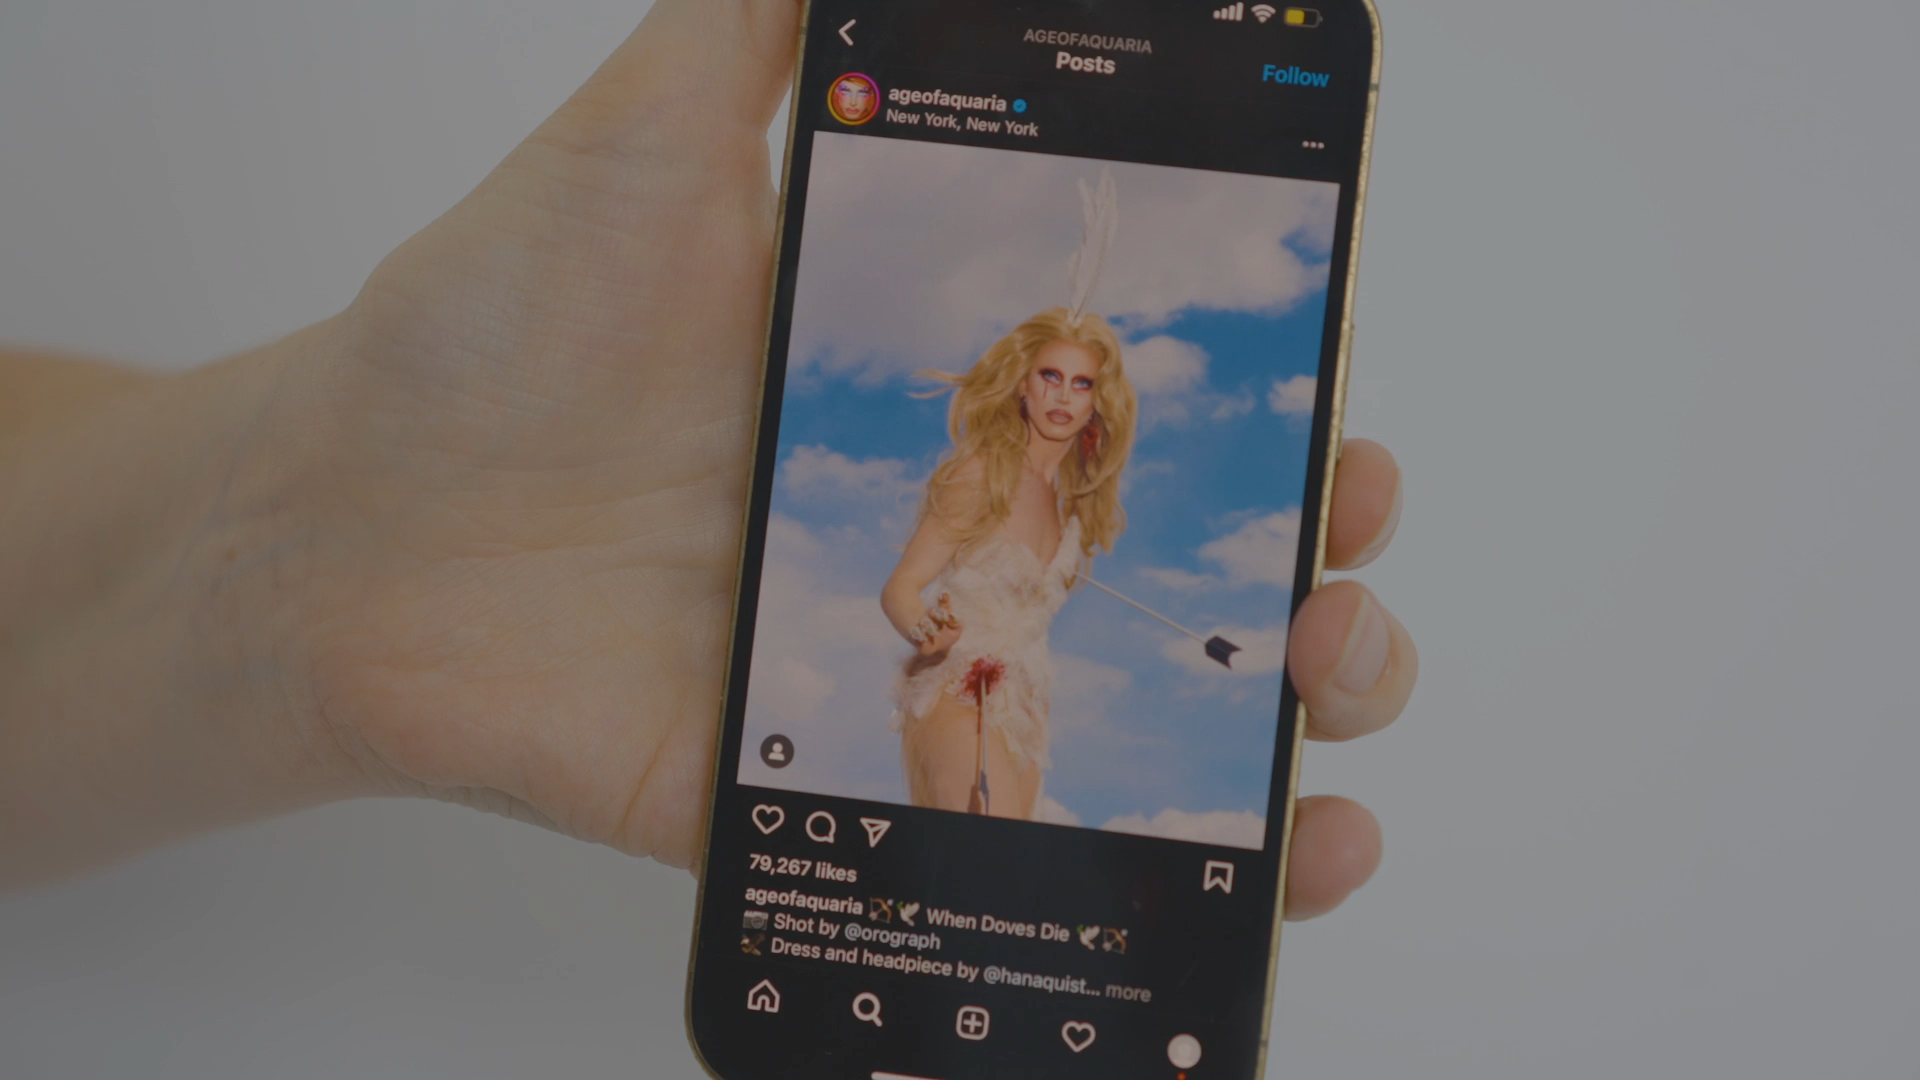 AGEOFAQUARIA
Posts
Follow
ageofaquaria
New York, New York
79,267 likes
ageofaquaria 🏹🕊 When Doves Die 🕊🏹
📷 Shot by @orograph
Dress and headpiece by @hanaquist... more